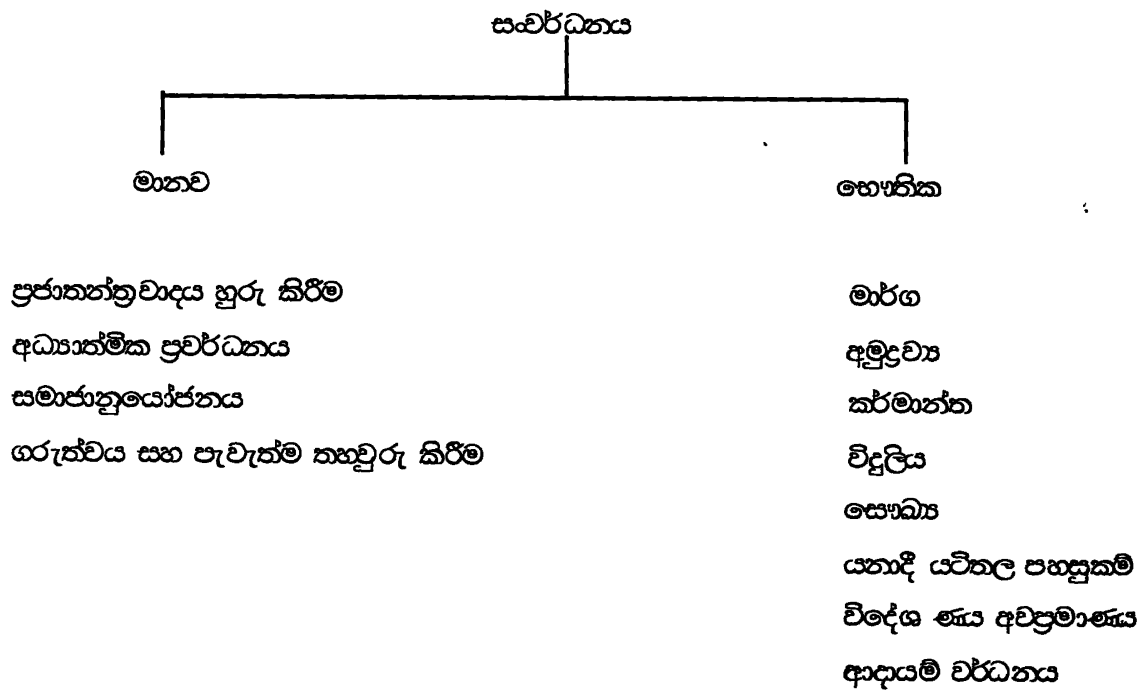 සංවර්ධනය
මානව
භෞතික
ප්‍රජාතන්ත්‍රවාදය හුරු කිරීම
අධ්‍යාත්මික ප්‍රවර්ධනය
සමාජානුයෝජනය
ගරුත්වය සහ පැවැත්ම තහවුරු කිරීම
මාර්ග
අමුද්‍රව්‍ය
කර්මාන්ත
විදුලිය
සෞඛ්‍ය
යනාදී යටිතල පහසුකම්
විදේශ ණය අවප්‍රමාණය
ආදායම් වර්ධනය